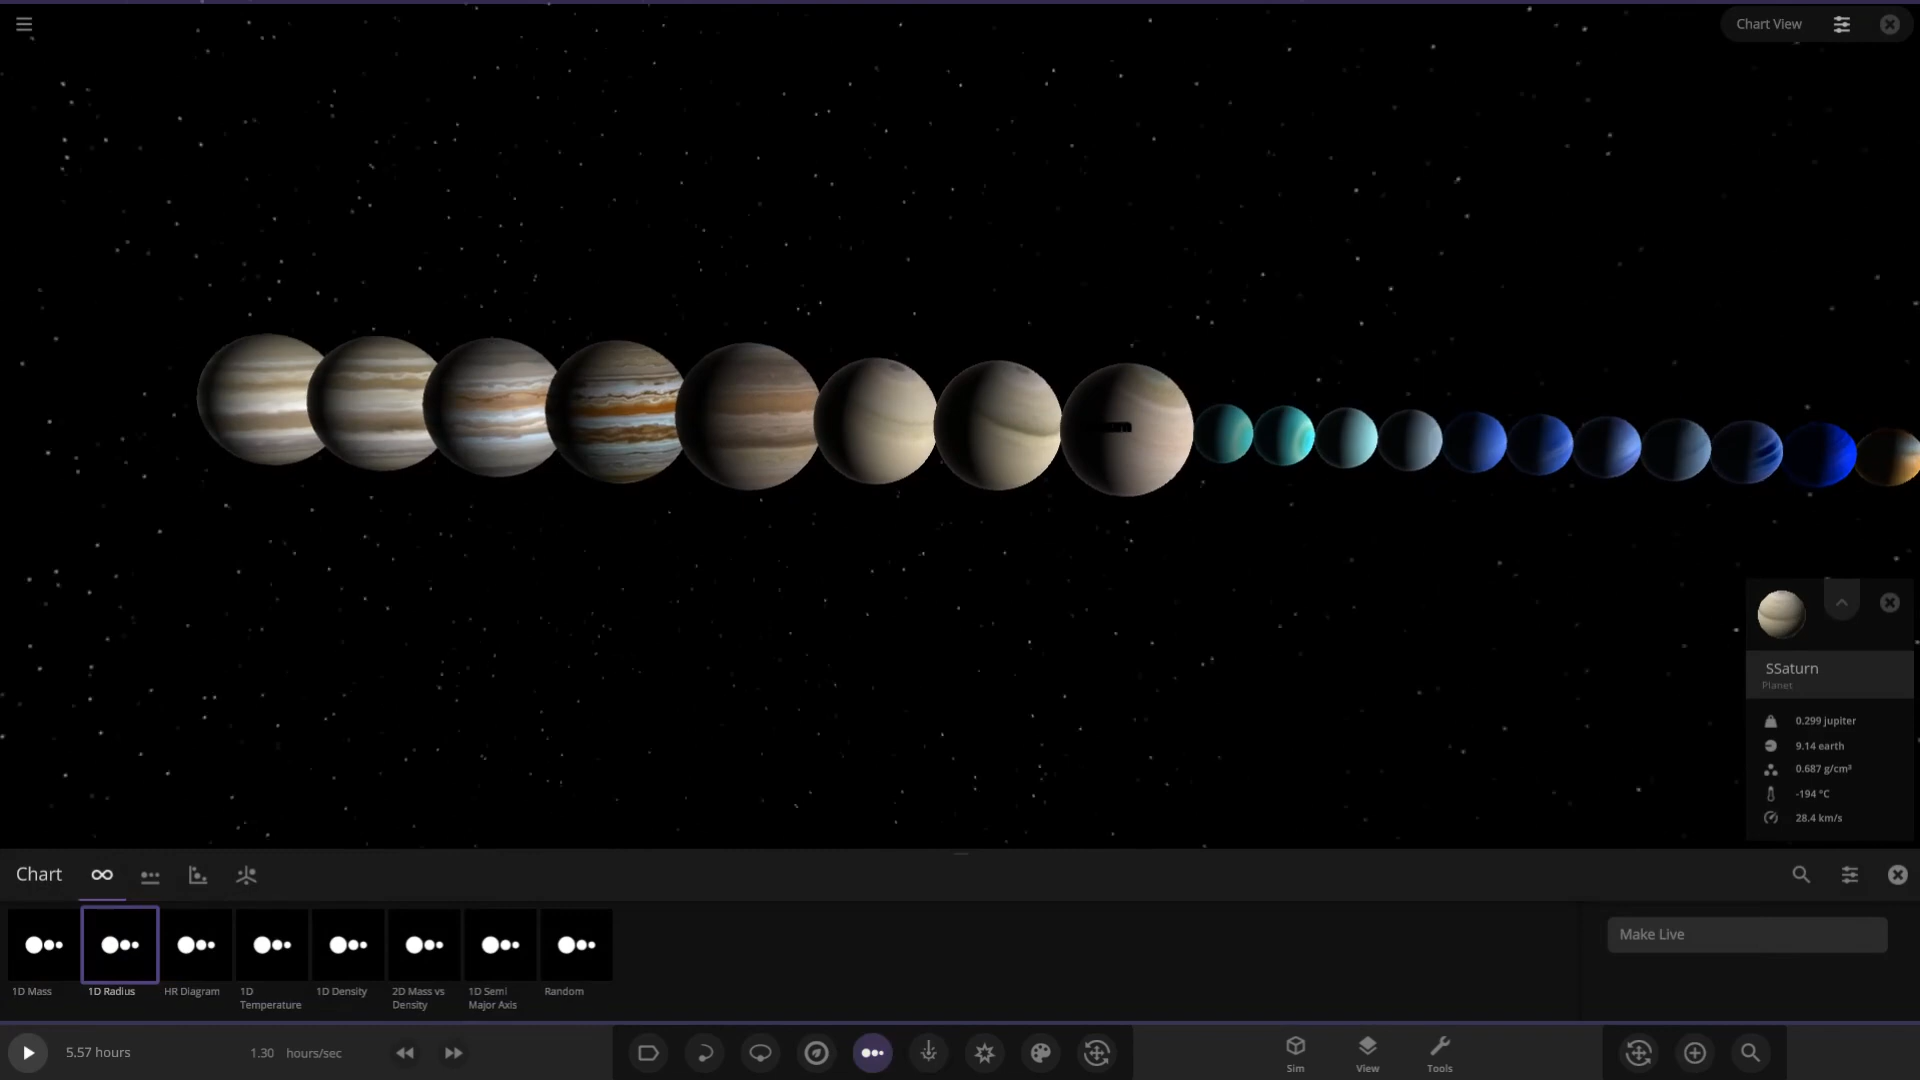 Chart View
SSaturn
Planet
0.299 jupiter
9.14 earth
0.687 g/cm³
-194 °C
28.4 km/s
Chart
Make Live
1D Mass
1D Radius
HR Diagram
1D
Temperature
1D Density
2D Mass vs
Density
1D Semi
Major Axis
Random
5.57 hours
1.30 hours/sec
Sim
View
Tools